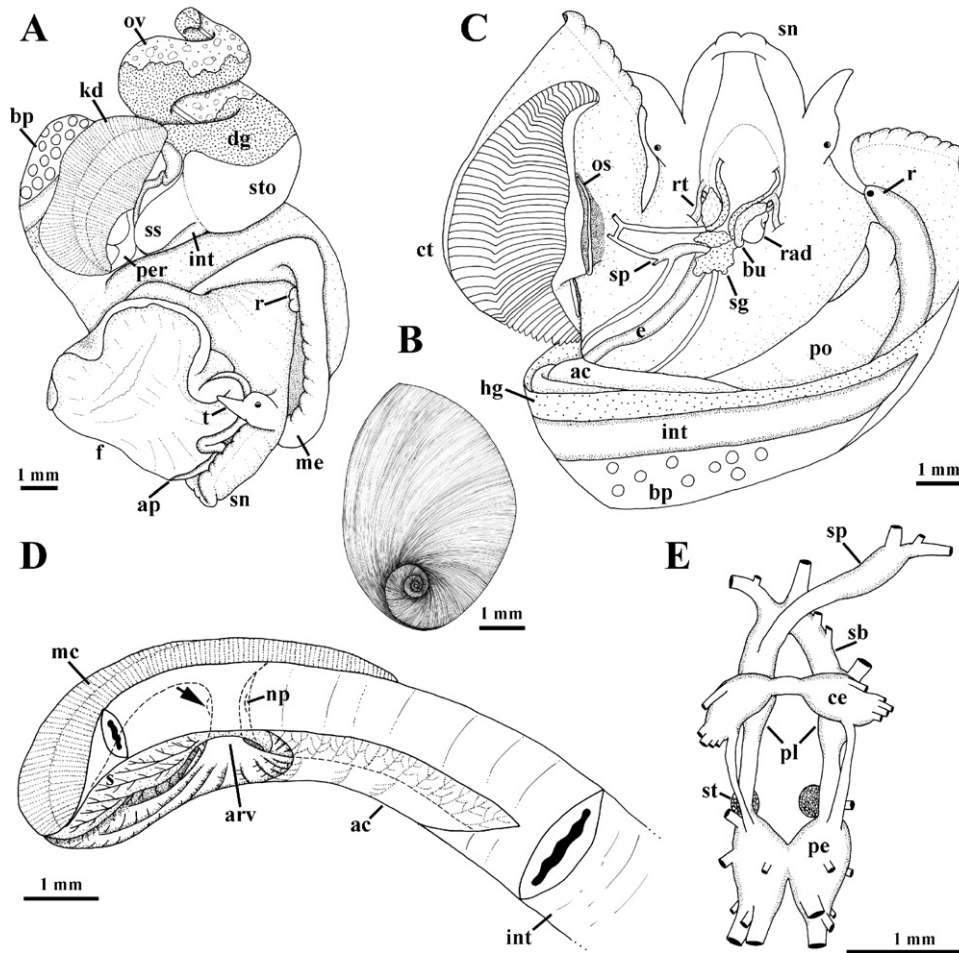 A
ov
kd
bp
dg
sto
ss
int
per
r
t
f
me
ap
sn
1 mm
B
1 mm
C
sn
os
rt
r
ct
sp
bu
rad
sg
e
po
ac
hg
int
bp
1 mm
D
mc
np
s
arv
ac
1 mm
int
E
sp
sb
ce
pl
st
pe
1 mm